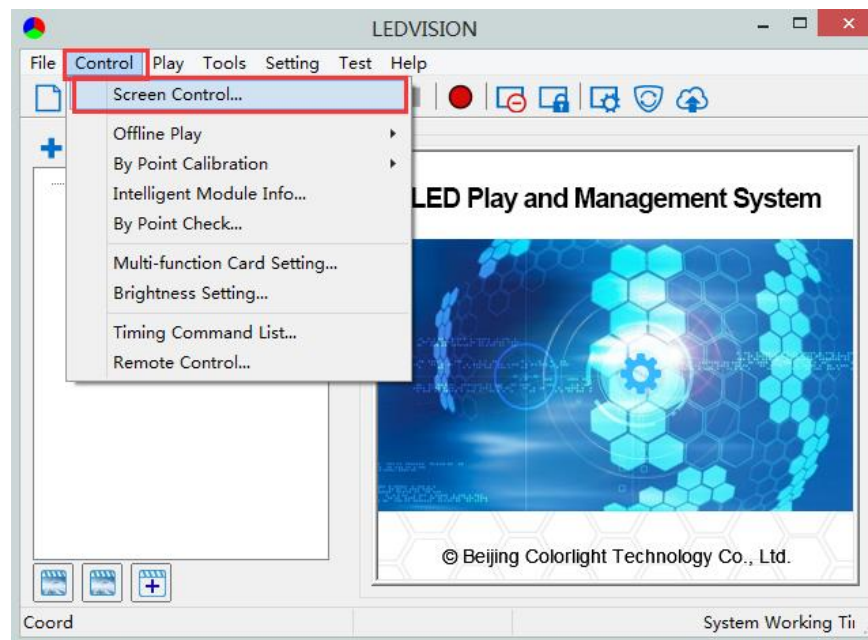 LEDVISION
File Control Play Tools Setting Test Help
Screen Control...
Offline Play
By Point Calibration
Intelligent Module Info...
By Point Check...
Multi-function Card Setting...
Brightness Setting...
Timing Command List...
Remote Control...
LED Play and Management System
© Beijing Colorlight Technology Co., Ltd.
Coord
System Working